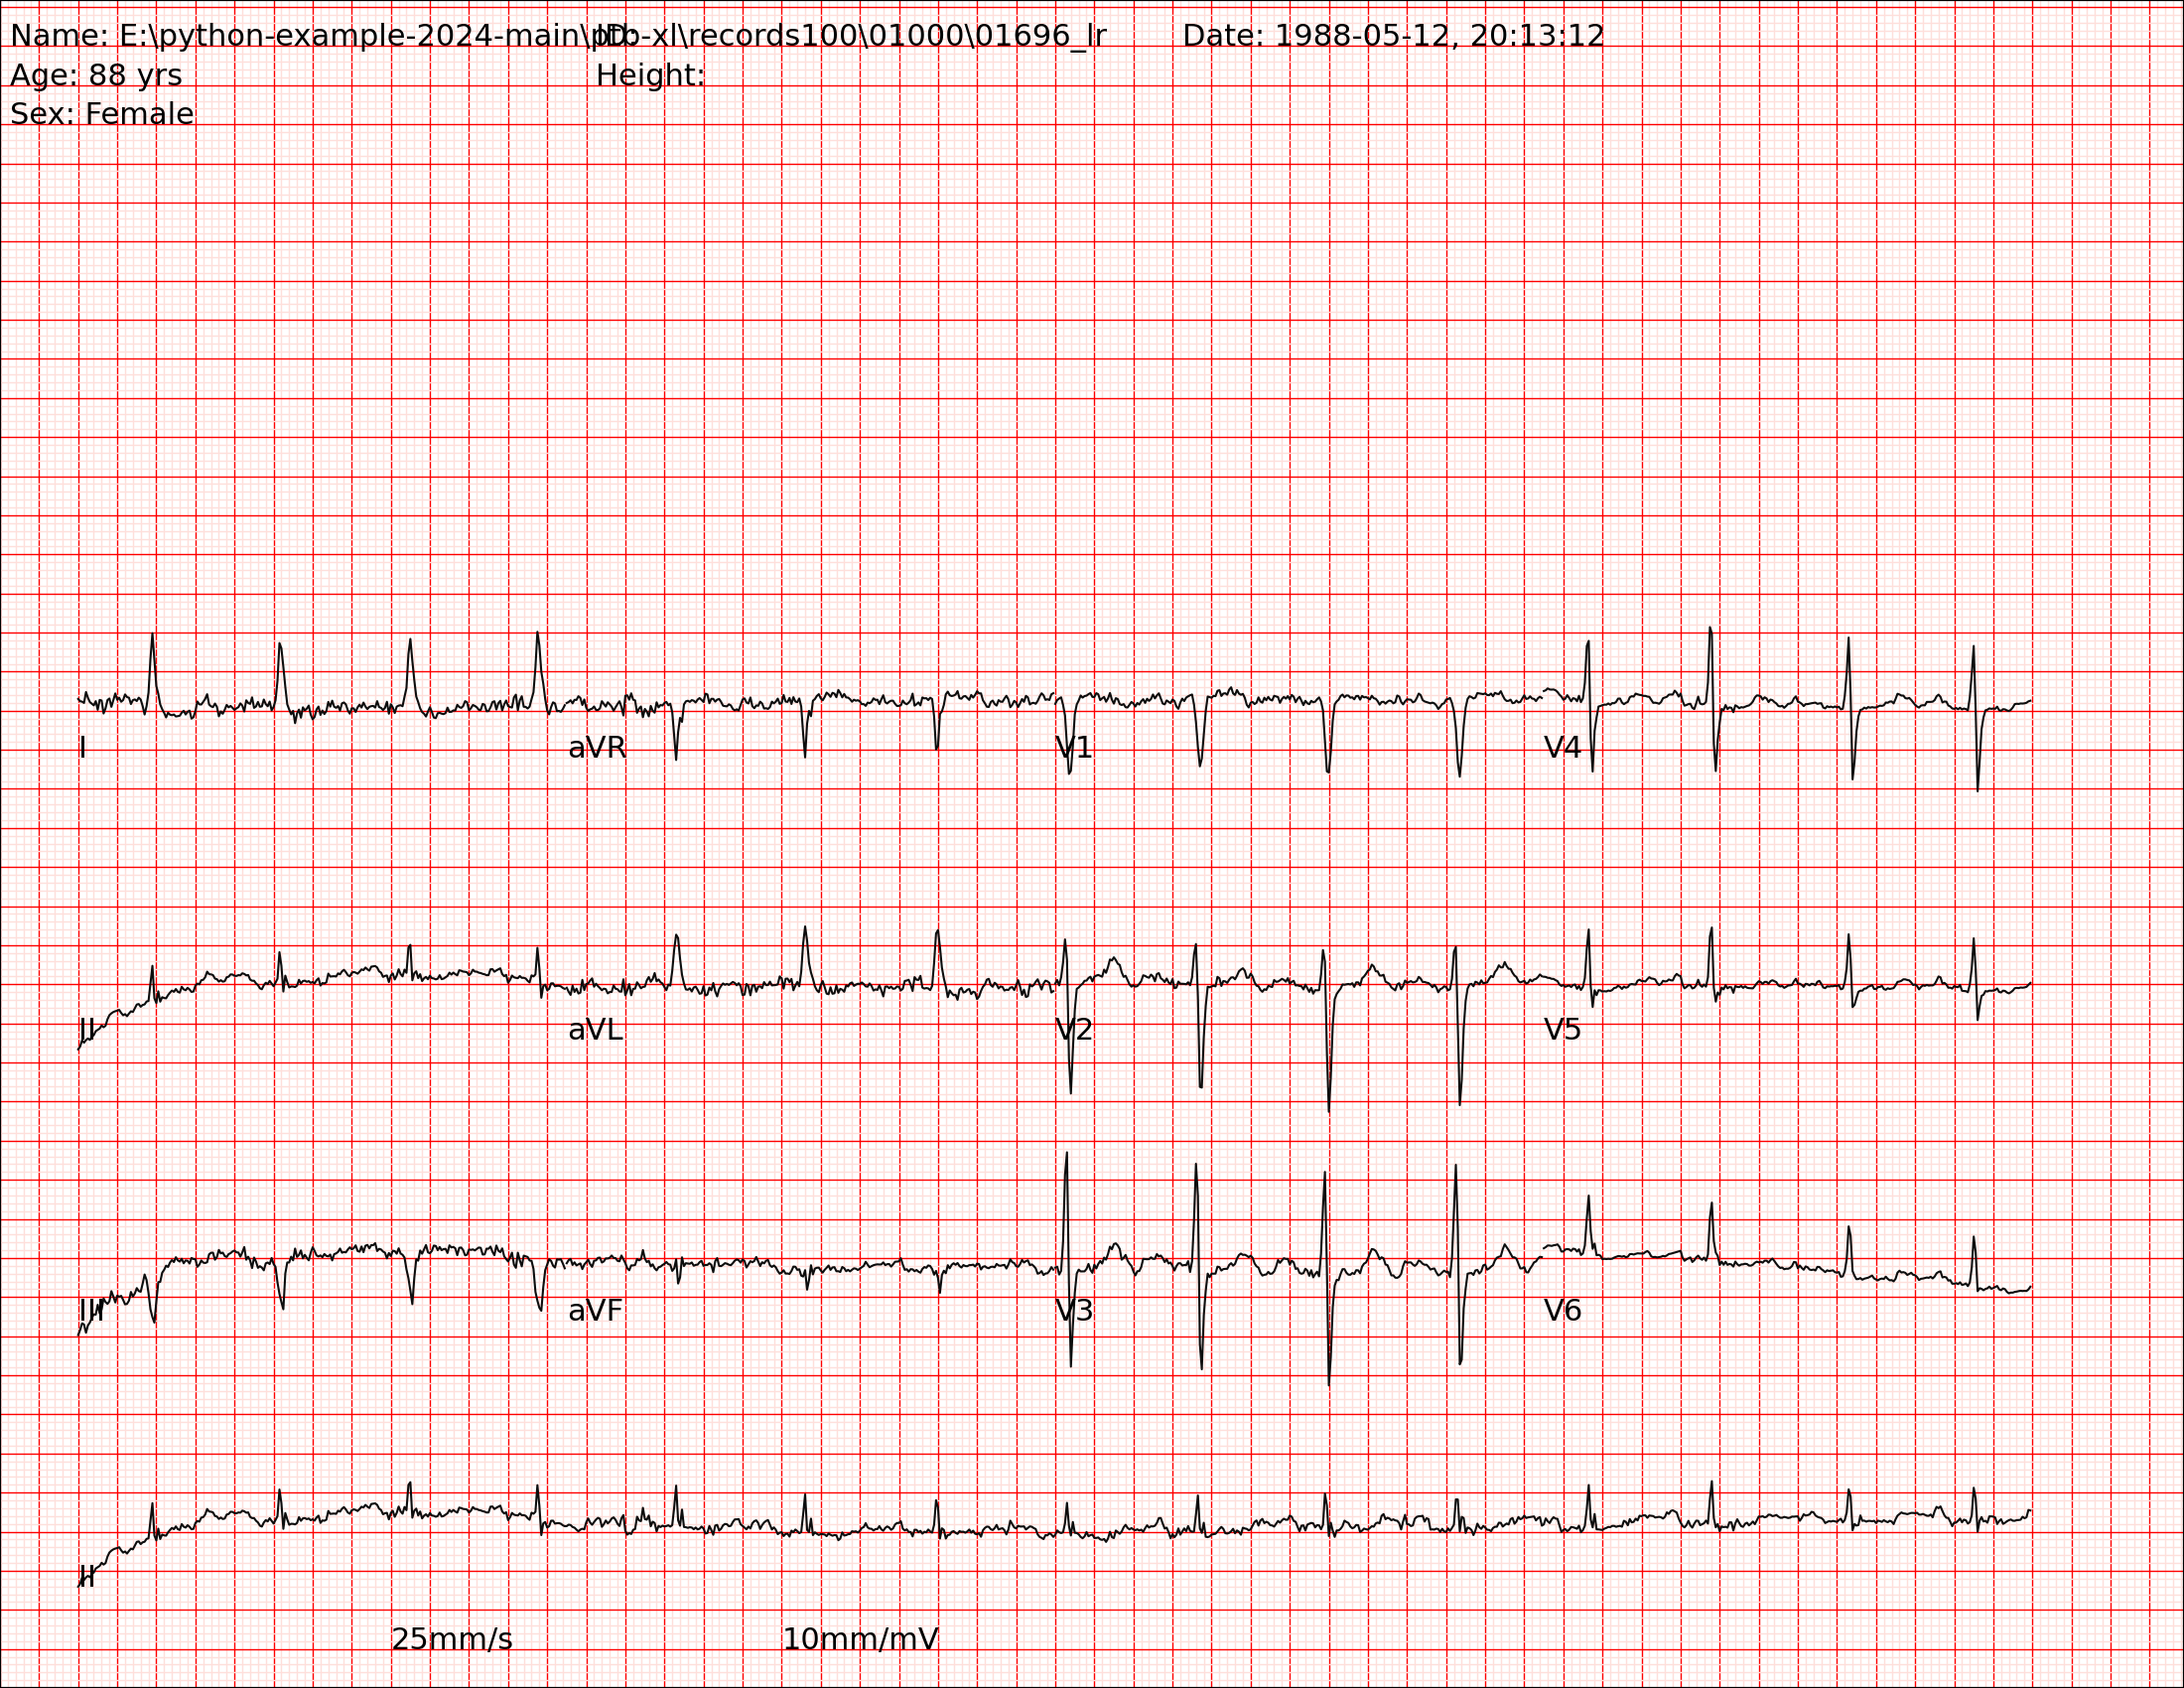 Name: E:\python-example-2024-main\ptb-xl\records100\01000\01696_lr ID: Date: 1988-05-12, 20:13:12
Age: 88 yrs Height:
Sex: Female
I aVR V1 V4
II aVL V2 V5
III aVF V3 V6
II
25mm/s 10mm/mV